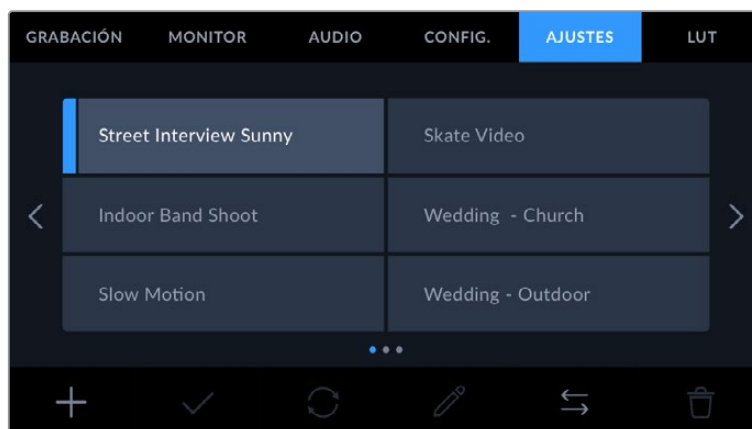 GRABACIÓN MONITOR AUDIO CONFIG. AJUSTES LUT
Street Interview Sunny Skate Video
Indoor Band Shoot Wedding - Church
Slow Motion Wedding - Outdoor